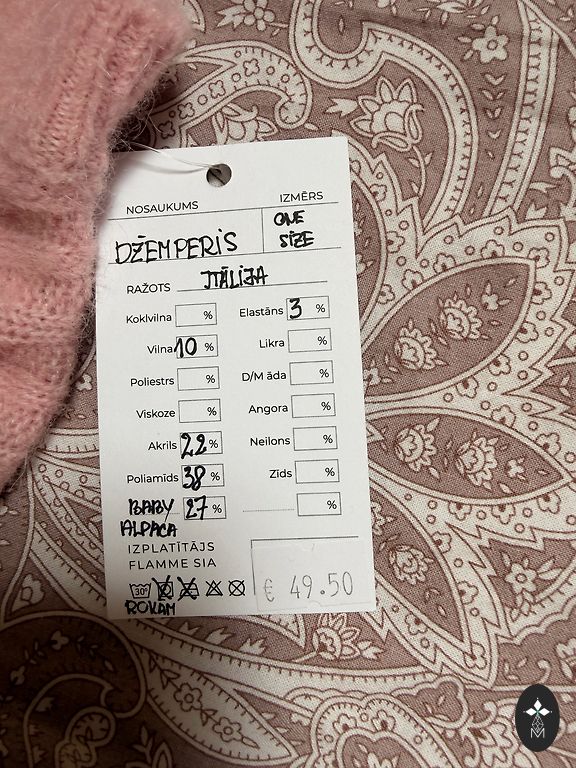 NOSAUKUMS IZMĒRS
DŽEMPERIS ONE SIZE
RAŽOTS ITĀLIJA
Kokvilna % Elastāns 3 %
Vilna 10 % Likra %
Poliestrs % D/M āda %
Viskoze % Angora %
Akrils 22 % Neilons %
Poliamīds 38 % Zīds %
BABY ALPACA 27 % %
IZPLATĪTĀJS
FLAMME SIA
30°
ROKĀM
€ 49.50
M